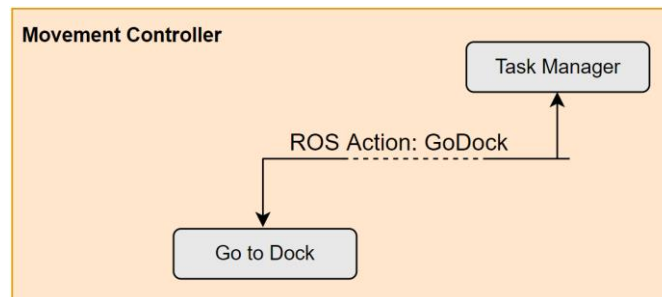 Movement Controller
Task Manager
ROS Action: GoDock
Go to Dock